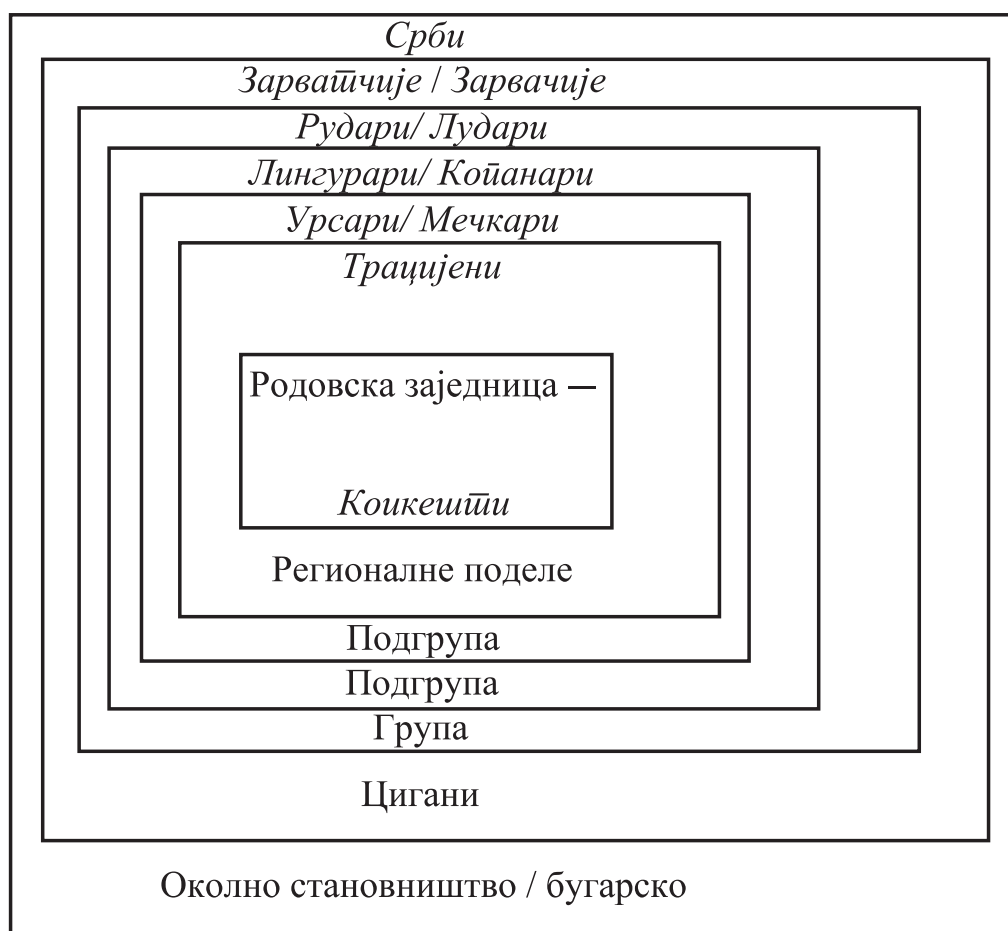 Срби
Зарватчије / Зарвачије
Рудари/ Лудари
Лингурари/ Копанари
Урсари/ Мечкари
Трацијени
Родовска заједница —
Коикешти
Регионалне поделе
Подгрупа
Подгрупа
Група
Цигани
Околно становништво / бугарско